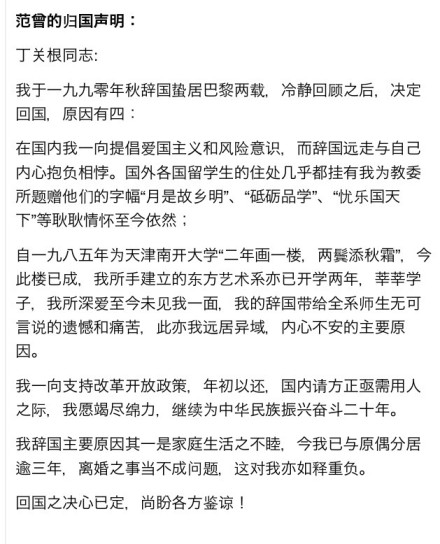 范曾的归国声明：
丁关根同志:
我于一九九零年秋辞国蛰居巴黎两载，冷静回顾之后，决定
回国，原因有四：
在国内我一向提倡爱国主义和风险意识，而辞国远走与自己
内心抱负相悖。国外各国留学生的住处几乎都挂有我为教委
所题赠他们的字幅“月是故乡明”、“砥砺品学”、“忧乐国天
下”等耿耿情怀至今依然；
自一九八五年为天津南开大学“二年画一楼，两鬓添秋霜”，今
此楼已成，我所手建立的东方艺术系亦已开学两年，莘莘学
子，我所深爱至今未见我一面，我的辞国带给全系师生无可
言说的遗憾和痛苦，此亦我远居异域，内心不安的主要原
因。
我一向支持改革开放政策，年初以还，国内请方正亟需用人
之际，我愿竭尽绵力，继续为中华民族振兴奋斗二十年。
我辞国主要原因其一是家庭生活之不睦，今我已与原偶分居
逾三年，离婚之事当不成问题，这对我亦如释重负。
回国之决心已定，尚盼各方鉴谅！